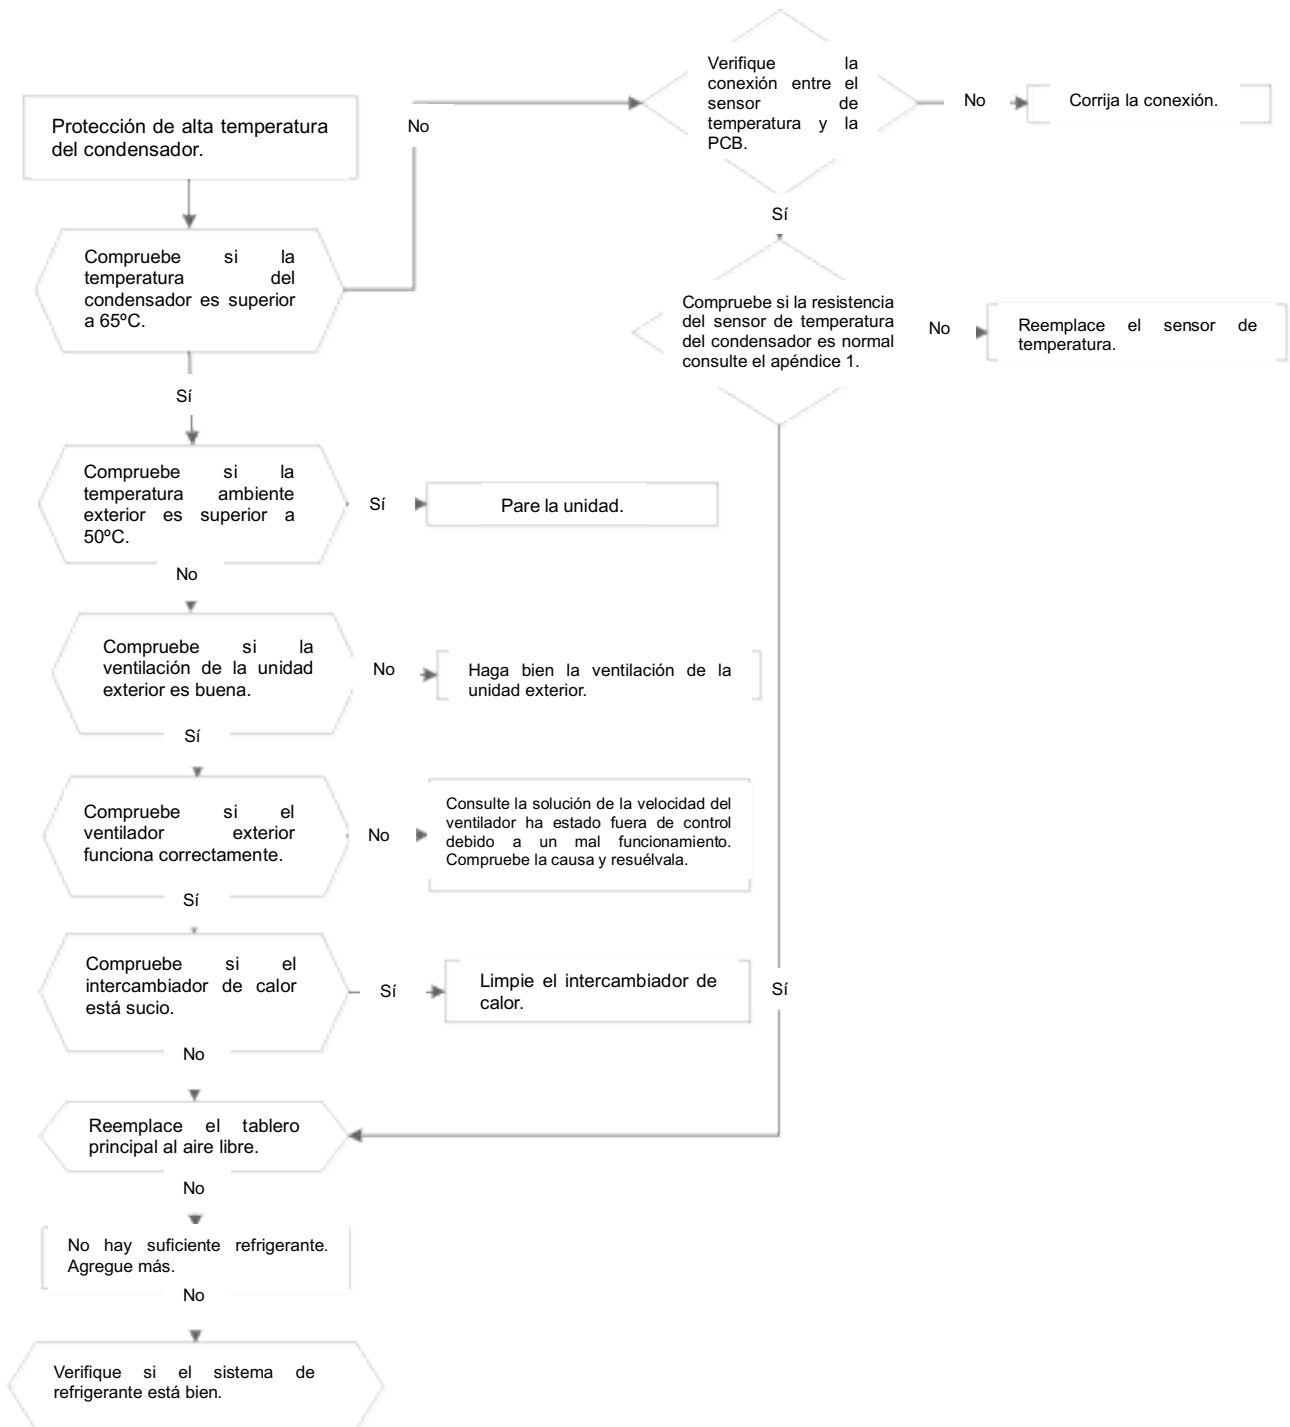 Protección de alta temperatura
del condensador.
No
Verifique la
conexión entre el
sensor de
temperatura y la
PCB.
No
Corrija la conexión.
Sí
Compruebe si la
temperatura del
condensador es superior
a 65ºC.
Compruebe si la resistencia
del sensor de temperatura
del condensador es normal
consulte el apéndice 1.
No
Reemplace el sensor de
temperatura.
Sí
Compruebe si la
temperatura ambiente
exterior es superior a
50ºC.
Sí
Pare la unidad.
No
Compruebe si la
ventilación de la unidad
exterior es buena.
No
Haga bien la ventilación de la
unidad exterior.
Sí
Compruebe si el
ventilador exterior
funciona correctamente.
No
Consulte la solución de la velocidad del
ventilador ha estado fuera de control
debido a un mal funcionamiento.
Compruebe la causa y resuélvala.
Sí
Compruebe si el
intercambiador de calor
está sucio.
Sí
Limpie el intercambiador de
calor.
Sí
No
Reemplace el tablero
principal al aire libre.
No
No hay suficiente refrigerante.
Agregue más.
No
Verifique si el sistema de
refrigerante está bien.